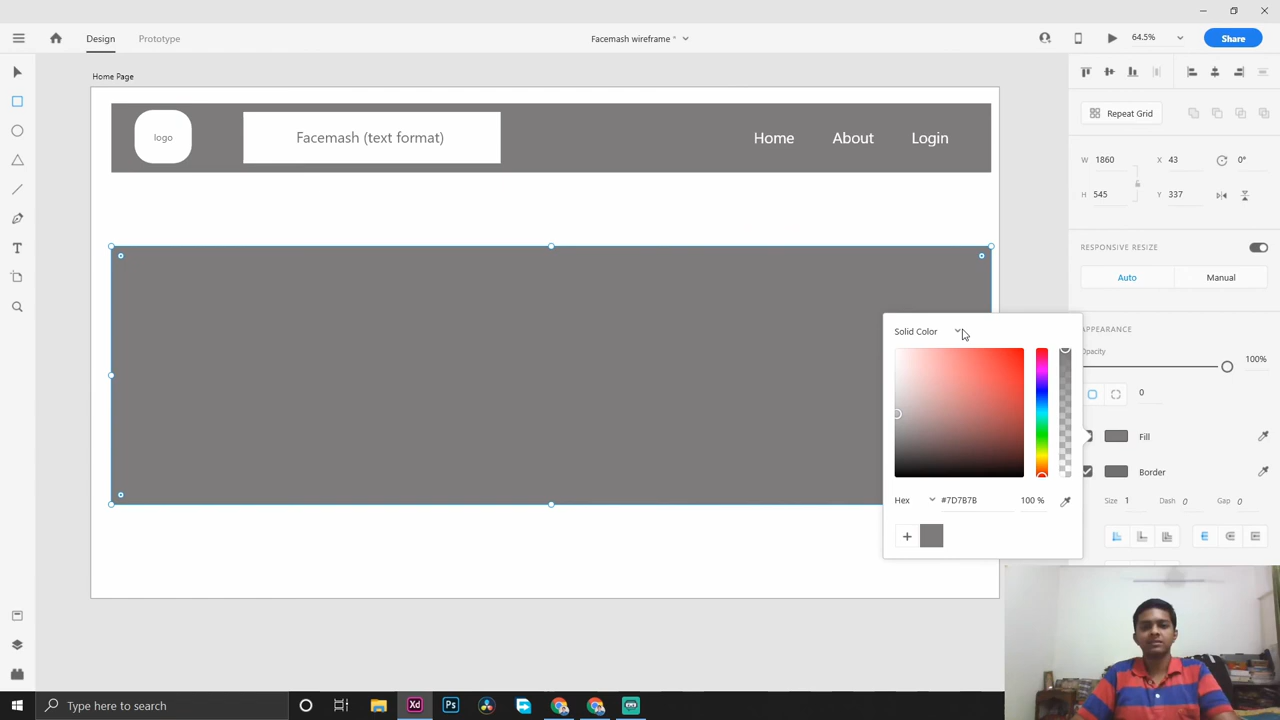 Design
Prototype
Facemash wireframe *
64.5%
Share
Home Page
logo
Facemash (text format)
Home
About
Login
Repeat Grid
W 1860
X 43
0°
H 545
Y 337
RESPONSIVE RESIZE
Auto
Manual
APPEARANCE
Opacity
100%
0
Fill
Border
Size 1
Dash 0
Gap 0
Solid Color
Hex
#7D7B7B
100 %
+
Xd
Ps
Type here to search